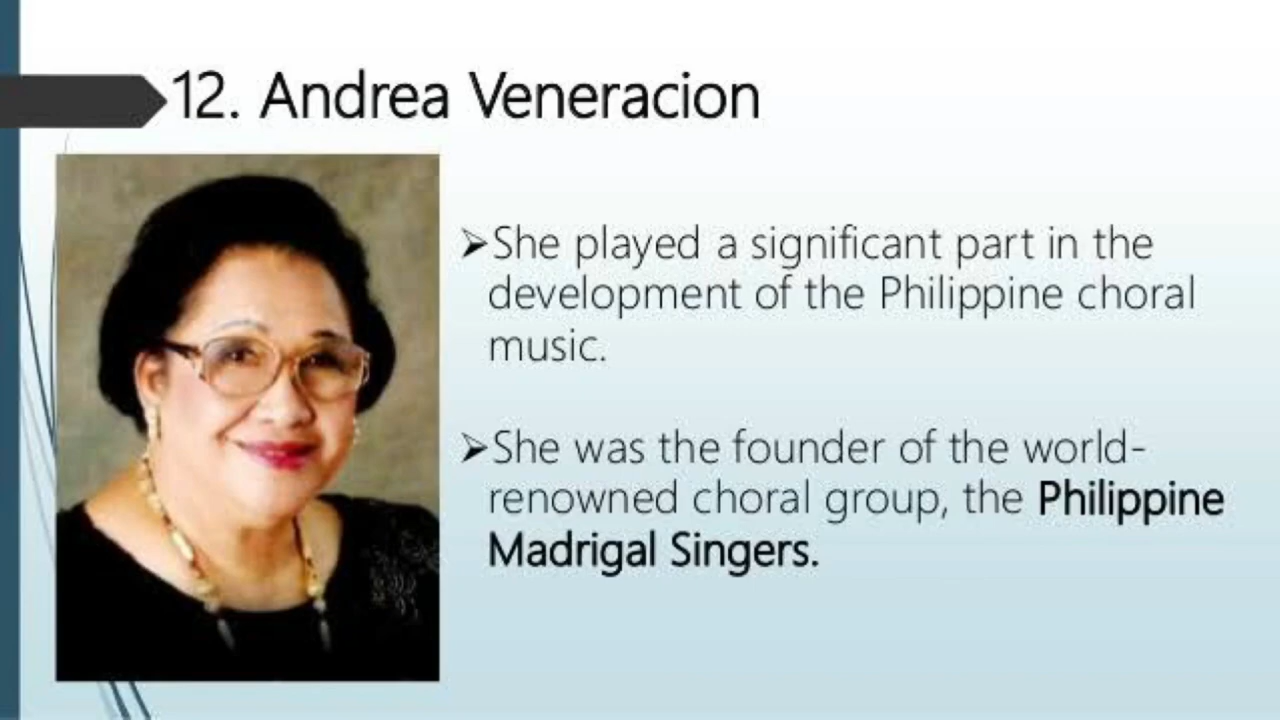 12. Andrea Veneracion
➢She played a significant part in the
development of the Philippine choral
music.
➢She was the founder of the world-
renowned choral group, the Philippine
Madrigal Singers.